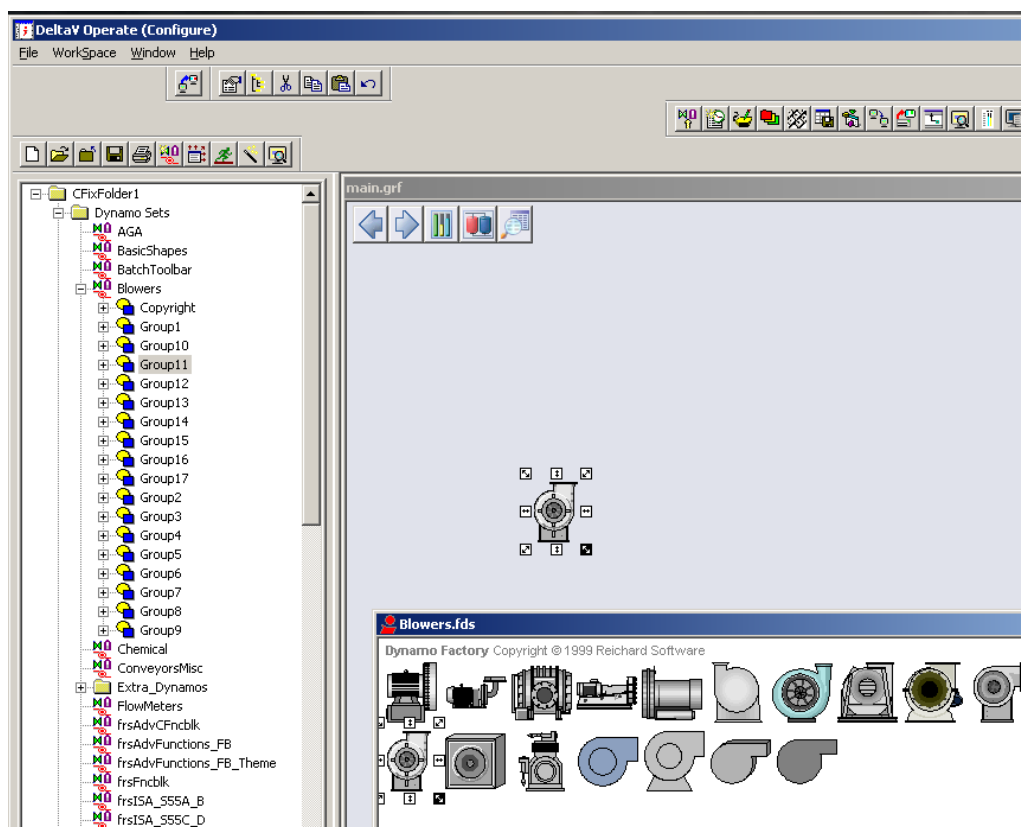 DeltaV Operate (Configure)
File WorkSpace Window Help
CFixFolder1
Dynamo Sets
AGA
BasicShapes
BatchToolbar
Blowers
Copyright
Group1
Group10
Group11
Group12
Group13
Group14
Group15
Group16
Group17
Group2
Group3
Group4
Group5
Group6
Group7
Group8
Group9
Chemical
ConveyorsMisc
Extra_Dynamos
FlowMeters
frsAdvCFncblk
frsAdvFunctions_FB
frsAdvFunctions_FB_Theme
frsFncblk
frsISA_S55A_B
frsISA_S55C_D
main.grf
Blowers.fds
Dynamo Factory Copyright © 1999 Reichard Software